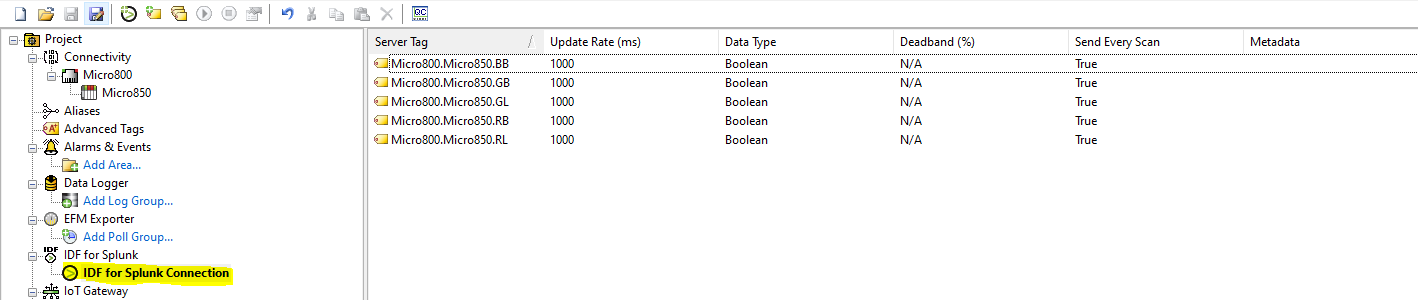 QC
Project
Connectivity
Micro800
Micro850
Aliases
Advanced Tags
Alarms & Events
Add Area...
Data Logger
Add Log Group...
EFM Exporter
Add Poll Group...
IDF
IDF for Splunk
IDF for Splunk Connection
IoT Gateway
Server Tag Update Rate (ms) Data Type Deadband (%) Send Every Scan Metadata
Micro800.Micro850.BB 1000 Boolean N/A True
Micro800.Micro850.GB 1000 Boolean N/A True
Micro800.Micro850.GL 1000 Boolean N/A True
Micro800.Micro850.RB 1000 Boolean N/A True
Micro800.Micro850.RL 1000 Boolean N/A True